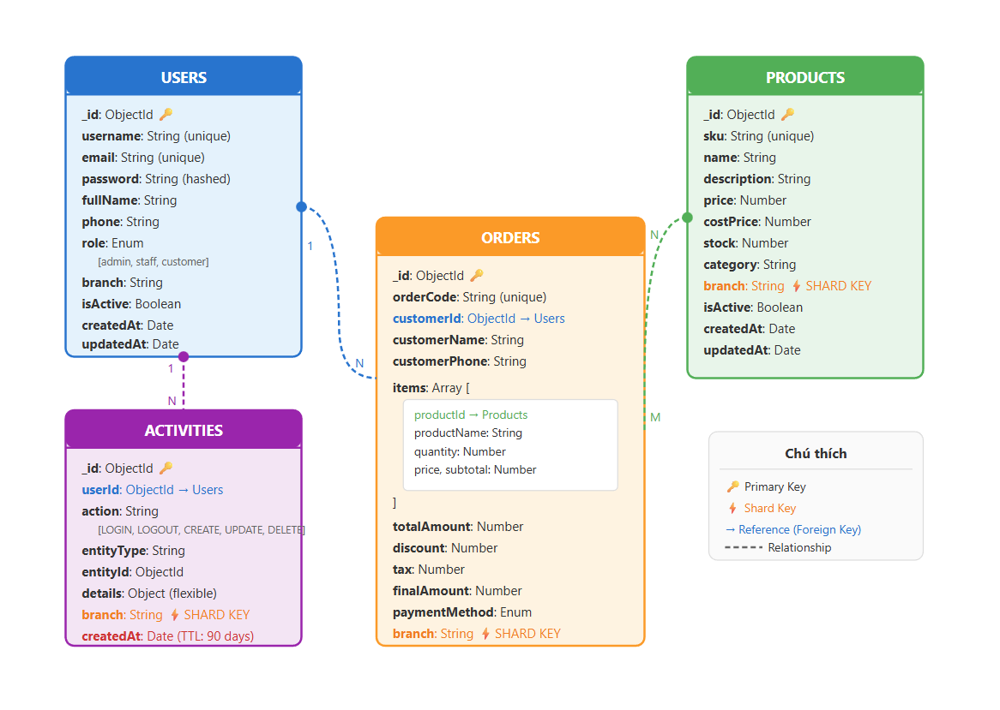 USERS
_id: ObjectId 🔑
username: String (unique)
email: String (unique)
password: String (hashed)
fullName: String
phone: String
role: Enum
[admin, staff, customer]
branch: String
isActive: Boolean
createdAt: Date
updatedAt: Date
1
N
1
N
ACTIVITIES
_id: ObjectId 🔑
userId: ObjectId → Users
action: String
[LOGIN, LOGOUT, CREATE, UPDATE, DELETE]
entityType: String
entityId: ObjectId
details: Object (flexible)
branch: String ⚡ SHARD KEY
createdAt: Date (TTL: 90 days)
ORDERS
_id: ObjectId 🔑
orderCode: String (unique)
customerId: ObjectId → Users
customerName: String
customerPhone: String
items: Array [
productId → Products
productName: String
quantity: Number
price, subtotal: Number
]
totalAmount: Number
discount: Number
tax: Number
finalAmount: Number
paymentMethod: Enum
branch: String ⚡ SHARD KEY
N
M
PRODUCTS
_id: ObjectId 🔑
sku: String (unique)
name: String
description: String
price: Number
costPrice: Number
stock: Number
category: String
branch: String ⚡ SHARD KEY
isActive: Boolean
createdAt: Date
updatedAt: Date
Chú thích
🔑 Primary Key
⚡ Shard Key
→ Reference (Foreign Key)
Relationship